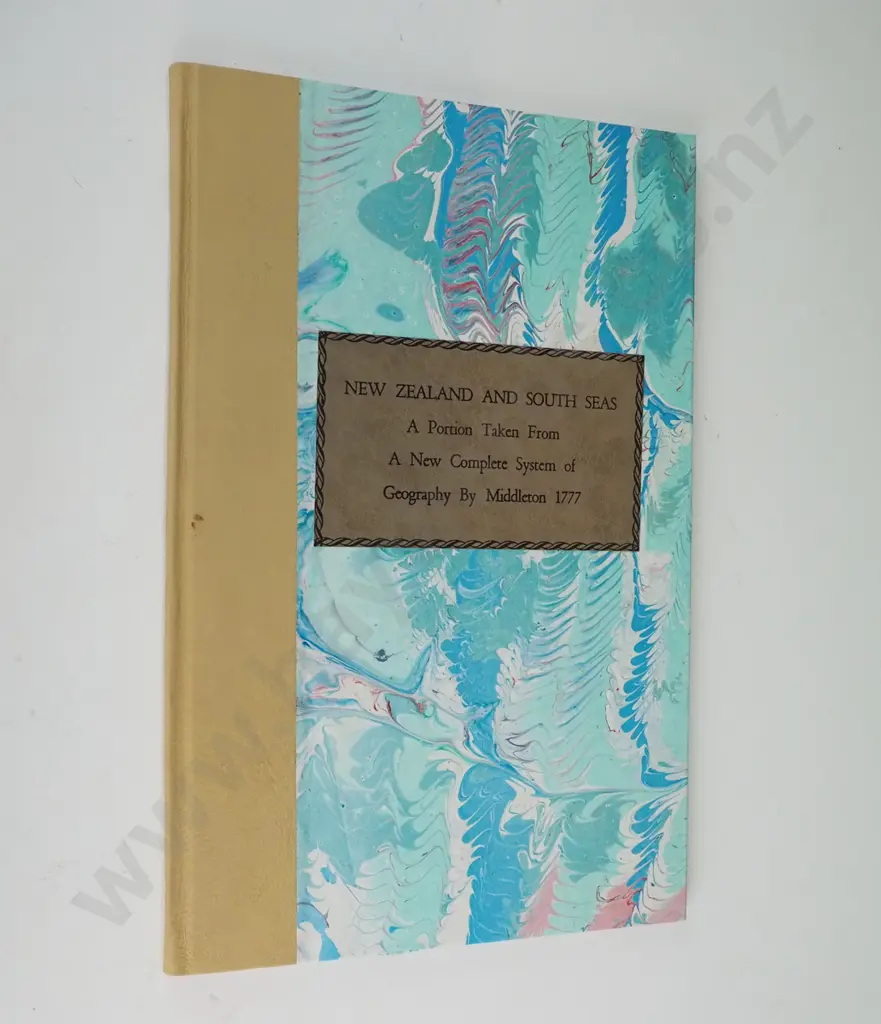 NEW ZEALAND AND SOUTH SEAS
A Portion Taken From
A New Complete System of
Geography By Middleton 1777